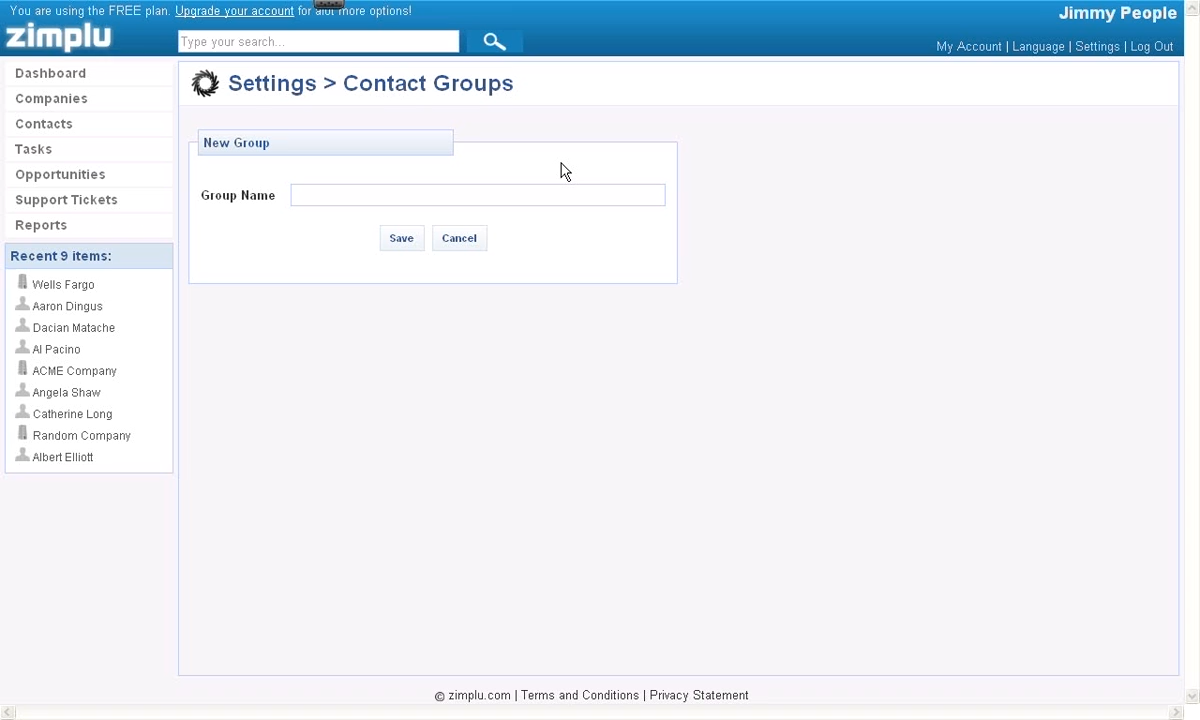 You are using the FREE plan. Upgrade your account for alot more options!
Jimmy People
zimplu
Type your search...
My Account | Language | Settings | Log Out
Dashboard
Companies
Contacts
Tasks
Opportunities
Support Tickets
Reports
Recent 9 items:
Wells Fargo
Aaron Dingus
Dacian Matache
Al Pacino
ACME Company
Angela Shaw
Catherine Long
Random Company
Albert Elliott
Settings > Contact Groups
New Group
Group Name
Save Cancel
© zimplu.com | Terms and Conditions | Privacy Statement